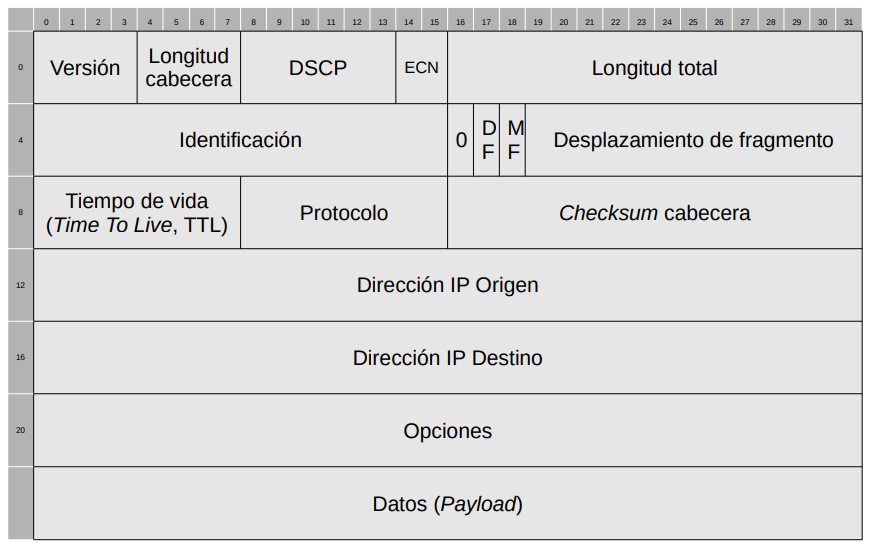 0 1 2 3 4 5 6 7 8 9 10 11 12 13 14 15 16 17 18 19 20 21 22 23 24 25 26 27 28 29 30 31
0 Versión Longitud cabecera DSCP ECN Longitud total
4 Identificación 0 DF MF Desplazamiento de fragmento
8 Tiempo de vida (Time To Live, TTL) Protocolo Checksum cabecera
12 Dirección IP Origen
16 Dirección IP Destino
20 Opciones
Datos (Payload)